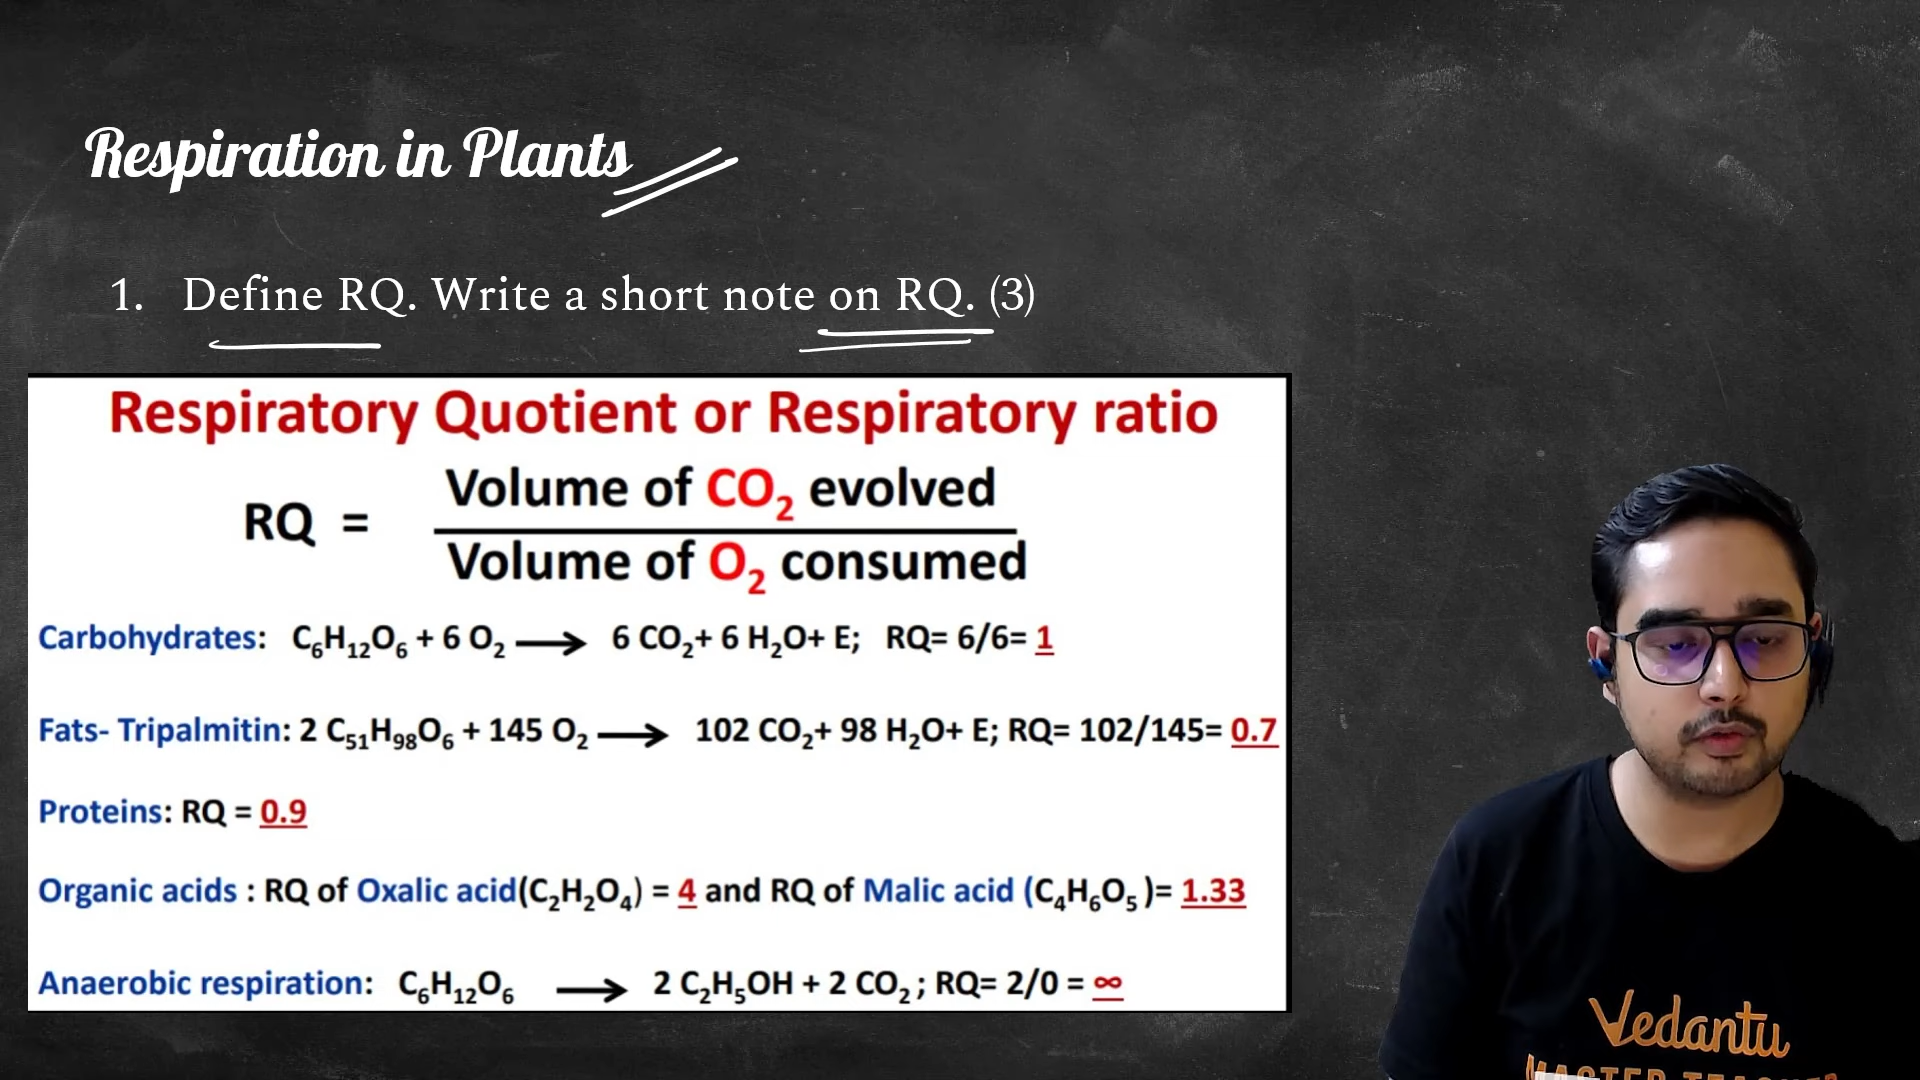 Respiration in Plants
1. Define RQ. Write a short note on RQ. (3)
Respiratory Quotient or Respiratory ratio
RQ = Volume of CO₂ evolved
Volume of O₂ consumed
Carbohydrates: C₆H₁₂O₆ + 6 O₂ → 6 CO₂+ 6 H₂O+ E; RQ= 6/6= 1
Fats- Tripalmitin: 2 C₅₁H₉₈O₆ + 145 O₂ → 102 CO₂+ 98 H₂O+ E; RQ= 102/145= 0.7
Proteins: RQ = 0.9
Organic acids : RQ of Oxalic acid(C₂H₂O₄) = 4 and RQ of Malic acid (C₄H₆O₅ )= 1.33
Anaerobic respiration: C₆H₁₂O₆ → 2 C₂H₅OH + 2 CO₂ ; RQ= 2/0 = ∞
Vedantu